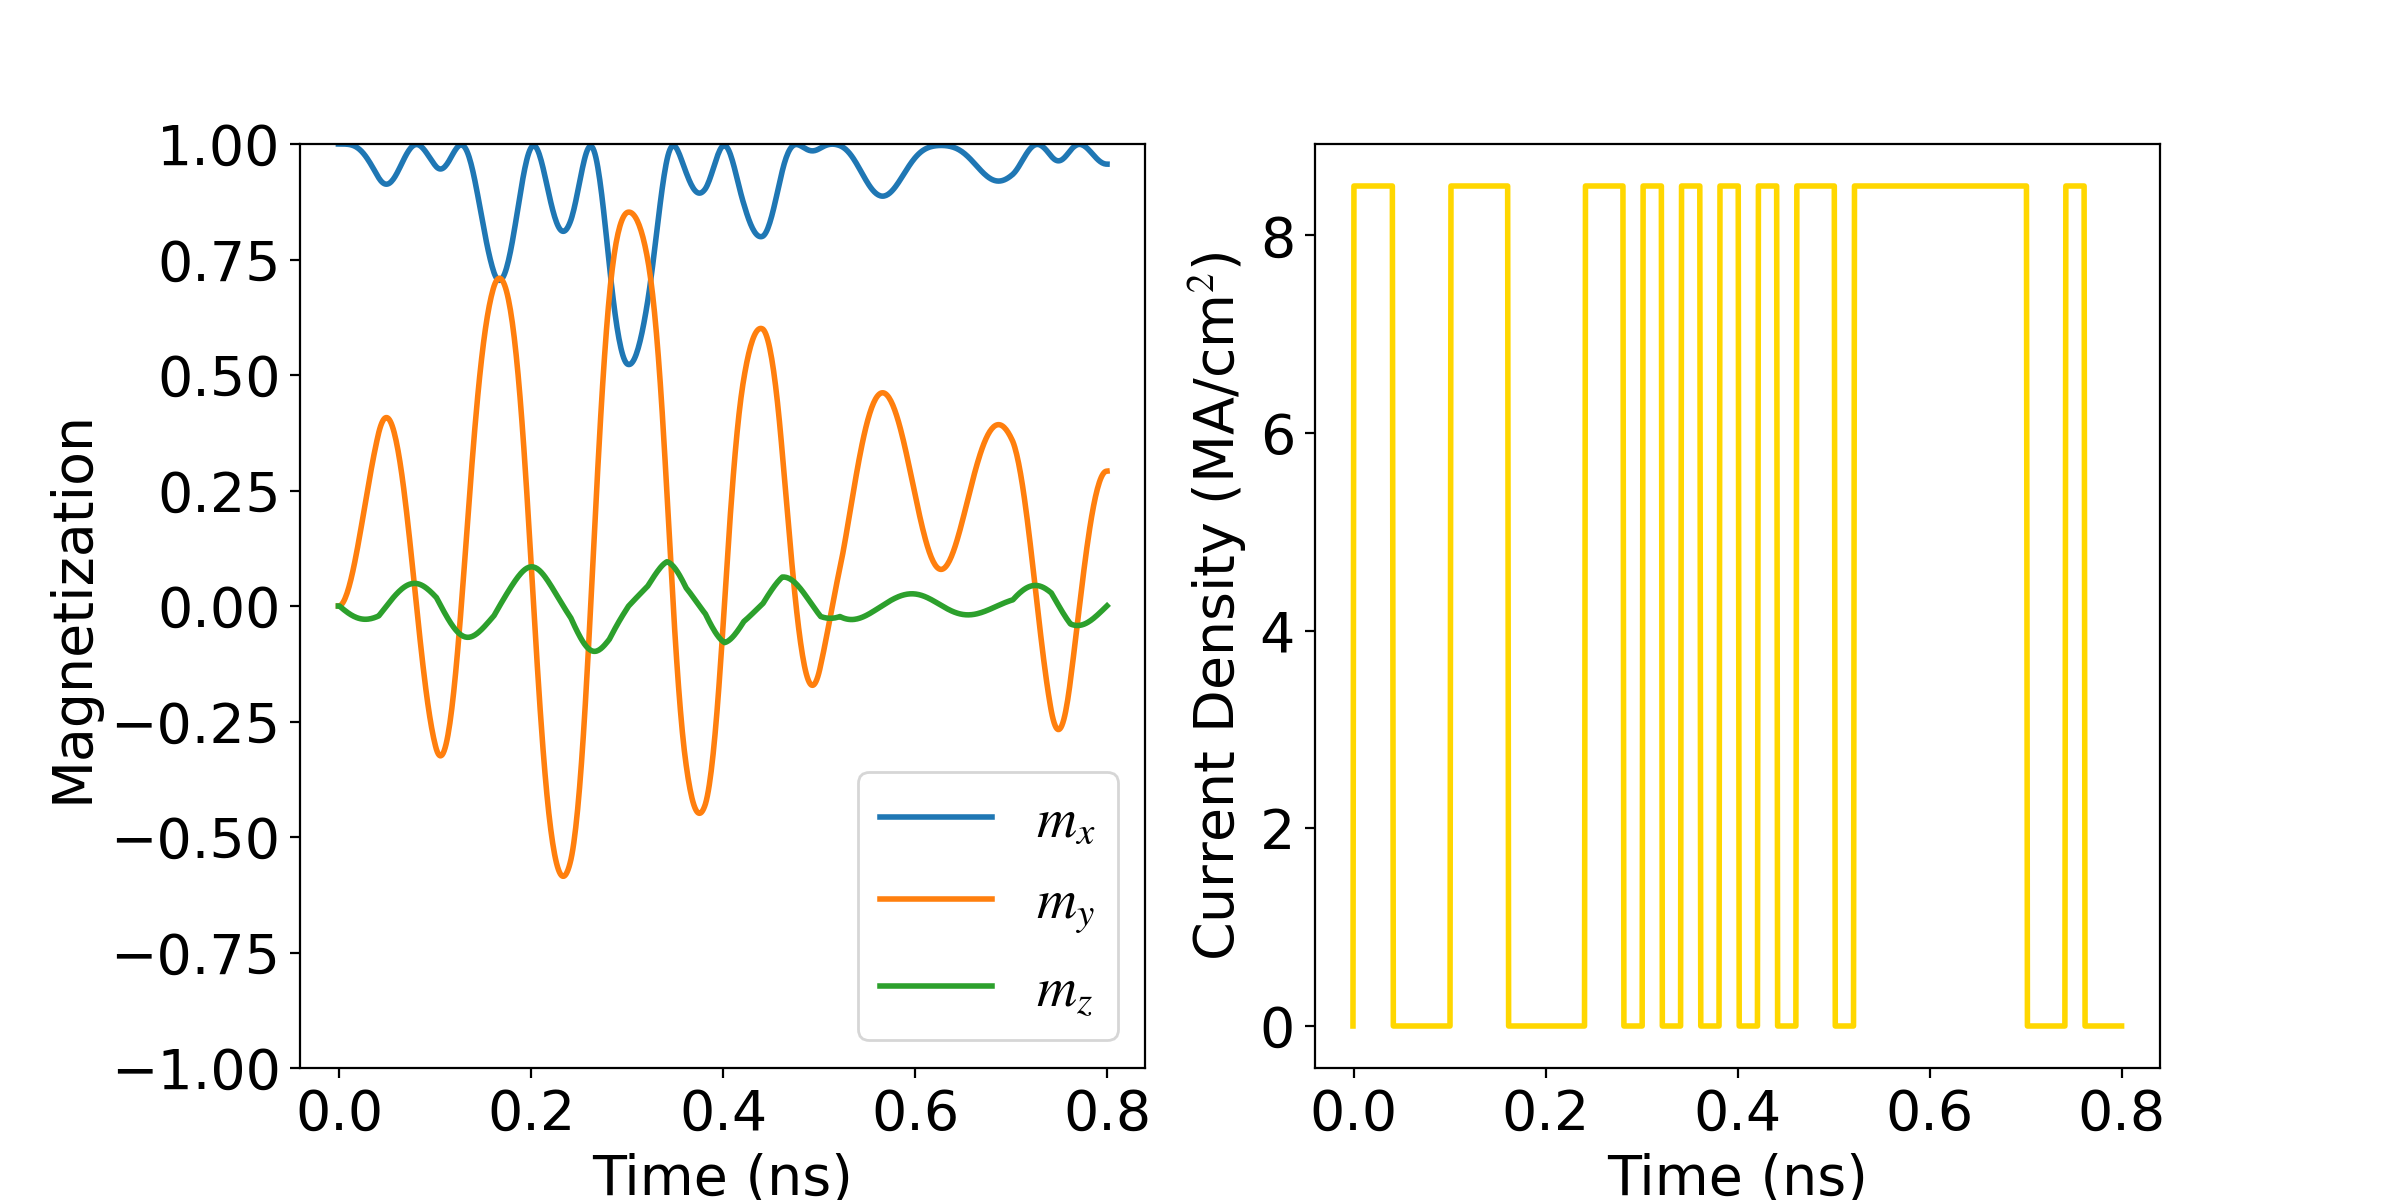 Magnetization
1.00
0.75
0.50
0.25
0.00
−0.25
−0.50
−0.75
−1.00
0.0 0.2 0.4 0.6 0.8
Time (ns)
m_x
m_y
m_z
Current Density (MA/cm²)
8
6
4
2
0
0.0 0.2 0.4 0.6 0.8
Time (ns)